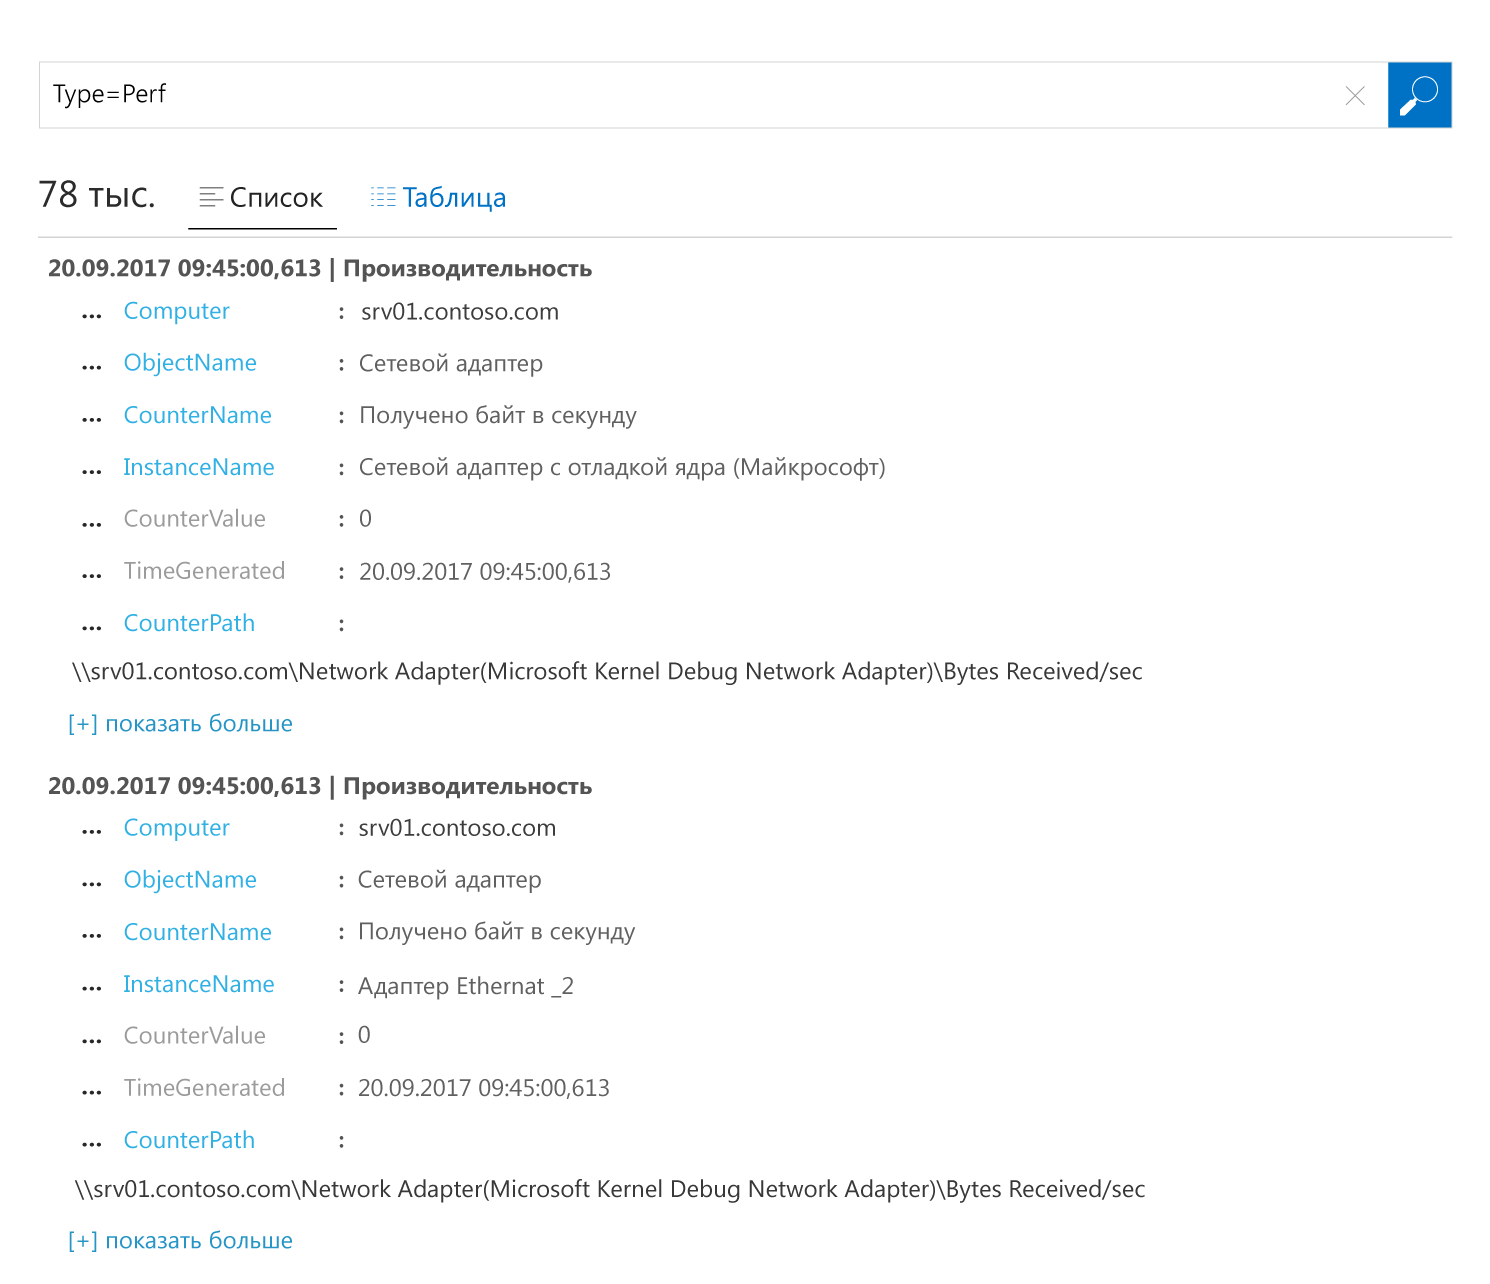 Type=Perf
78 тыс. Список Таблица
20.09.2017 09:45:00,613 | Производительность
... Computer : srv01.contoso.com
... ObjectName : Сетевой адаптер
... CounterName : Получено байт в секунду
... InstanceName : Сетевой адаптер с отладкой ядра (Майкрософт)
... CounterValue : 0
... TimeGenerated : 20.09.2017 09:45:00,613
... CounterPath :
\\srv01.contoso.com\Network Adapter(Microsoft Kernel Debug Network Adapter)\Bytes Received/sec
[+] показать больше
20.09.2017 09:45:00,613 | Производительность
... Computer : srv01.contoso.com
... ObjectName : Сетевой адаптер
... CounterName : Получено байт в секунду
... InstanceName : Адаптер Ethernat _2
... CounterValue : 0
... TimeGenerated : 20.09.2017 09:45:00,613
... CounterPath :
\\srv01.contoso.com\Network Adapter(Microsoft Kernel Debug Network Adapter)\Bytes Received/sec
[+] показать больше